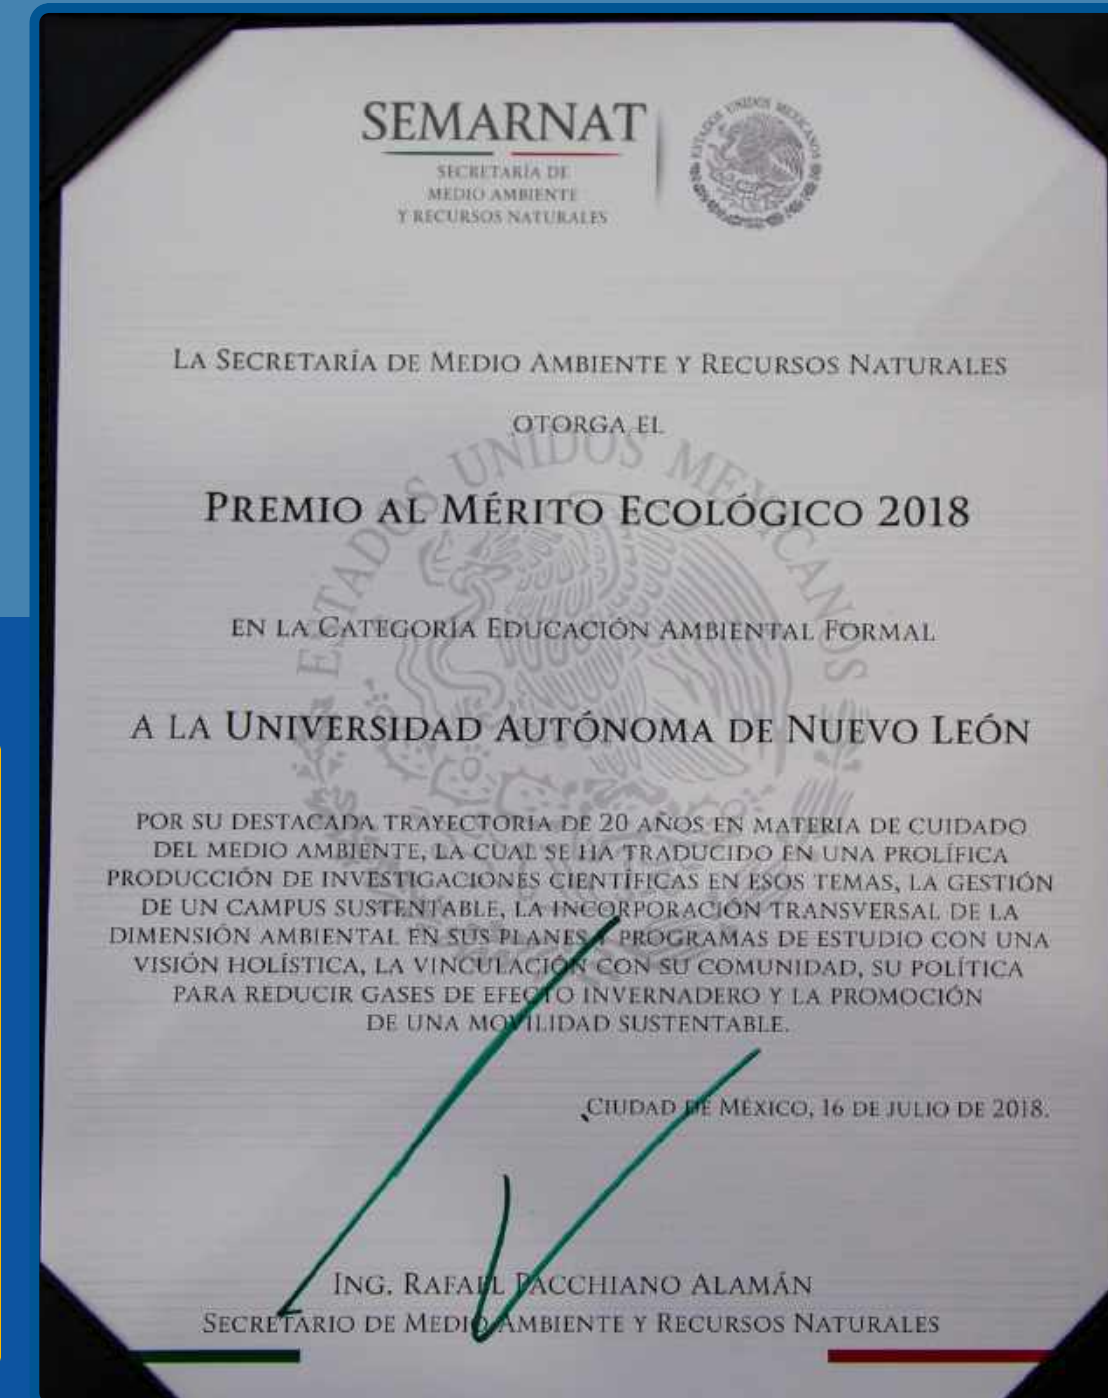 SEMARNAT
SECRETARÍA DE
MEDIO AMBIENTE
Y RECURSOS NATURALES
ESTADOS UNIDOS MEXICANOS
LA SECRETARÍA DE MEDIO AMBIENTE Y RECURSOS NATURALES
OTORGA EL
ESTADOS UNIDOS MEXICANOS
PREMIO AL MÉRITO ECOLÓGICO 2018
EN LA CATEGORÍA EDUCACIÓN AMBIENTAL FORMAL
A LA UNIVERSIDAD AUTÓNOMA DE NUEVO LEÓN
POR SU DESTACADA TRAYECTORIA DE 20 AÑOS EN MATERIA DE CUIDADO
DEL MEDIO AMBIENTE, LA CUAL SE HA TRADUCIDO EN UNA PROLÍFICA
PRODUCCIÓN DE INVESTIGACIONES CIENTÍFICAS EN ESOS TEMAS, LA GESTIÓN
DE UN CAMPUS SUSTENTABLE, LA INCORPORACIÓN TRANSVERSAL DE LA
DIMENSIÓN AMBIENTAL EN SUS PLANES Y PROGRAMAS DE ESTUDIO CON UNA
VISIÓN HOLÍSTICA, LA VINCULACIÓN CON SU COMUNIDAD, SU POLÍTICA
PARA REDUCIR GASES DE EFECTO INVERNADERO Y LA PROMOCIÓN
DE UNA MOVILIDAD SUSTENTABLE.
CIUDAD DE MÉXICO, 16 DE JULIO DE 2018.
ING. RAFAEL PACCHIANO ALAMÁN
SECRETARIO DE MEDIO AMBIENTE Y RECURSOS NATURALES